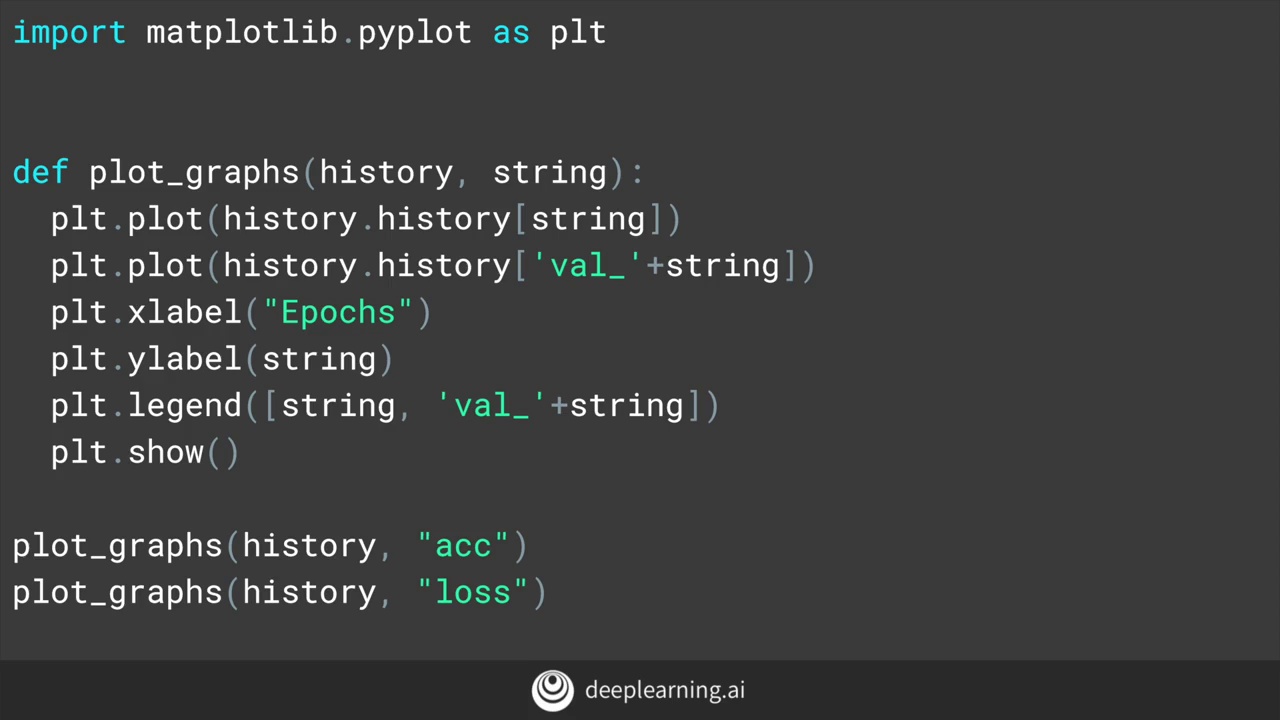 import matplotlib.pyplot as plt
def plot_graphs(history, string):
  plt.plot(history.history[string])
  plt.plot(history.history['val_'+string])
  plt.xlabel("Epochs")
  plt.ylabel(string)
  plt.legend([string, 'val_'+string])
  plt.show()
plot_graphs(history, "acc")
plot_graphs(history, "loss")
deeplearning.ai